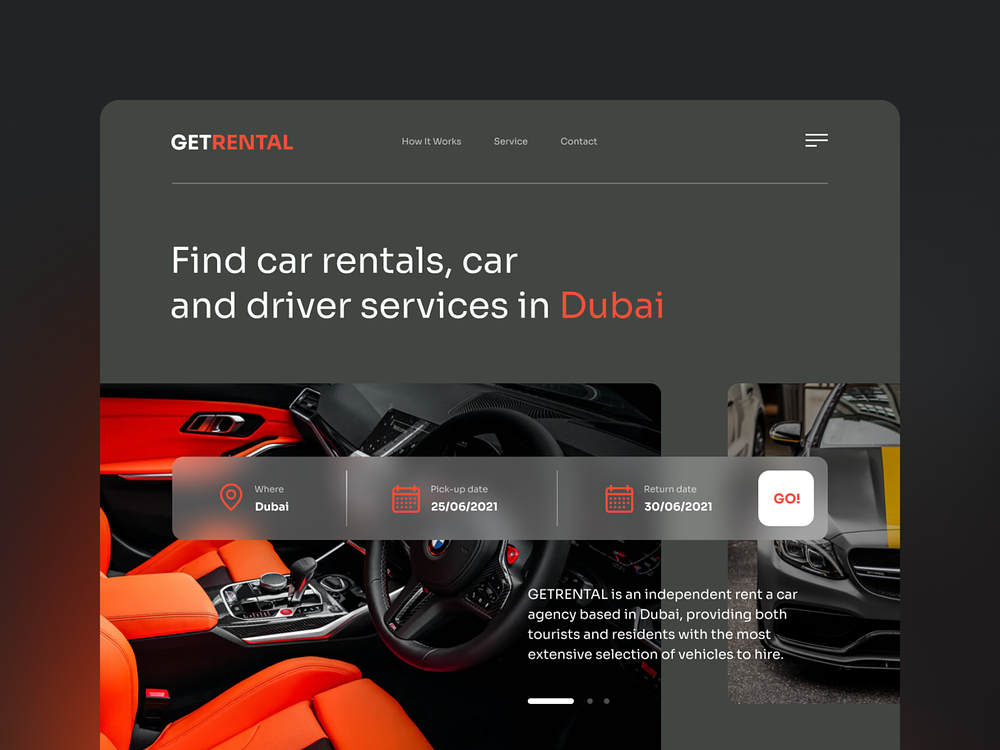 GETRENTAL
How It Works
Service
Contact
Find car rentals, car
and driver services in Dubai
Where
Dubai
Pick-up date
25/06/2021
Return date
30/06/2021
GO!
GETRENTAL is an independent rent a car
agency based in Dubai, providing both
tourists and residents with the most
extensive selection of vehicles to hire.